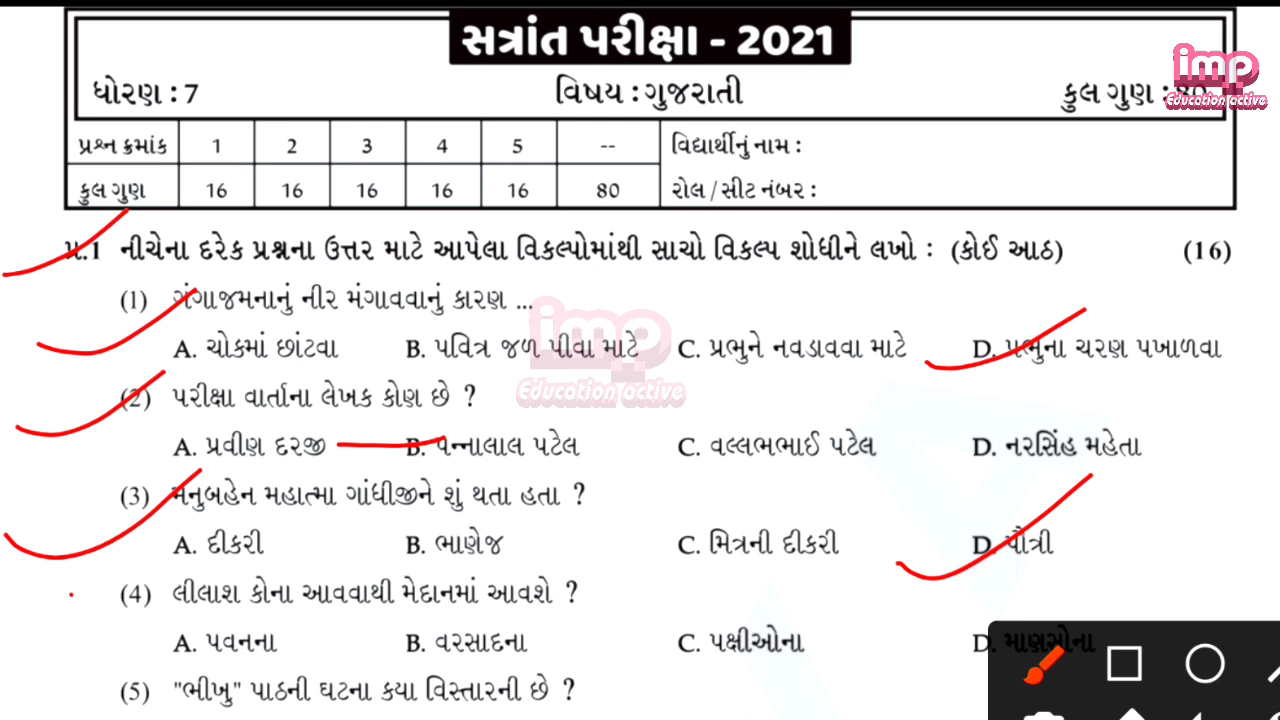 સત્રાંત પરીક્ષા - 2021
ધોરણ : 7 વિષય : ગુજરાતી કુલ ગુણ : 80
imp
Education active
પ્રશ્ન ક્રમાંક 1 2 3 4 5 -- વિદ્યાર્થીનું નામ :
કુલ ગુણ 16 16 16 16 16 80 રોલ / સીટ નંબર :
પ્ર.1 નીચેના દરેક પ્રશ્નના ઉત્તર માટે આપેલા વિકલ્પોમાંથી સાચો વિકલ્પ શોધીને લખો : (કોઈ આઠ) (16)
(1) ગંગાજમનાનું નીર મંગાવવાનું કારણ ...
A. ચોકમાં છાંટવા B. પવિત્ર જળ પીવા માટે C. પ્રભુને નવડાવવા માટે D. પ્રભુના ચરણ પખાળવા
imp
Education active
(2) પરીક્ષા વાર્તાના લેખક કોણ છે ?
A. પ્રવીણ દરજી B. પન્નાલાલ પટેલ C. વલ્લભભાઈ પટેલ D. નરસિંહ મહેતા
(3) મનુબહેન મહાત્મા ગાંધીજીને શું થતા હતા ?
A. દીકરી B. ભાણેજ C. મિત્રની દીકરી D. પૌત્રી
(4) લીલાશ કોના આવવાથી મેદાનમાં આવશે ?
A. પવનના B. વરસાદના C. પક્ષીઓના D. માણસોના
(5) "ભીખુ" પાઠની ઘટના કયા વિસ્તારની છે ?